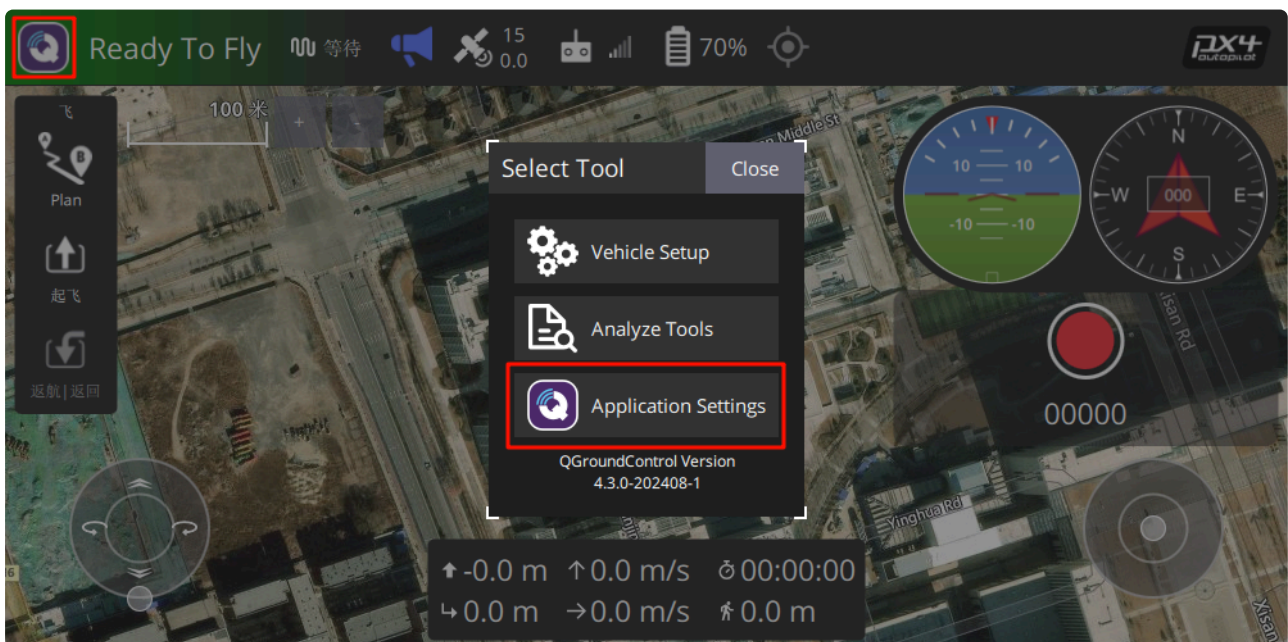 Ready To Fly
等待
15
0.0
70%
px4
autopilot
飞
100 米
+
-
Middle St
Select Tool
Close
Plan
10 10
-10 -10
N
W 000 E
S
Vehicle Setup
起飞
Analyze Tools
返航|返回
Application Settings
00000
QGroundControl Version
4.3.0-202408-1
Yinghua Rd
-0.0 m 0.0 m/s 00:00:00
0.0 m 0.0 m/s 0.0 m